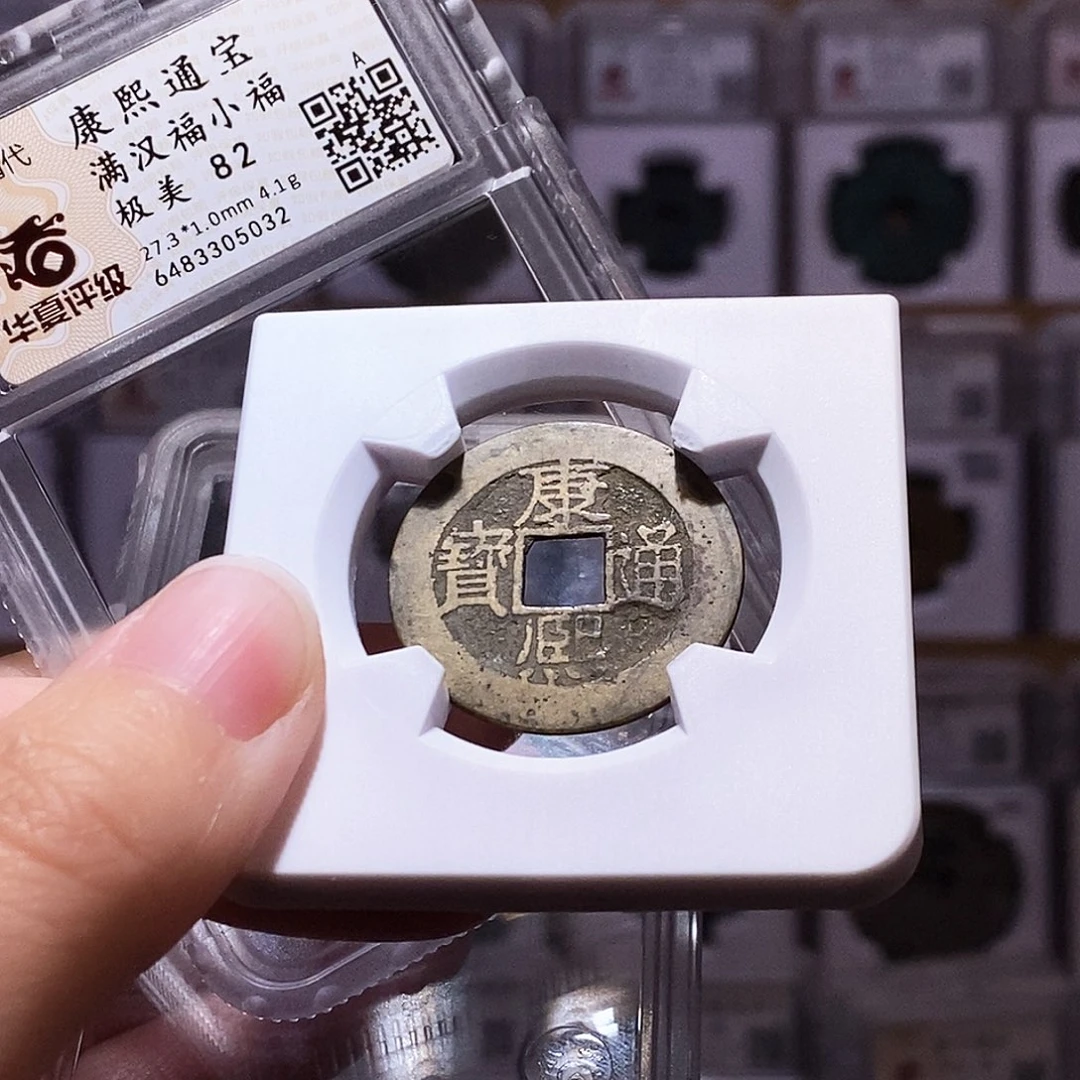 康熙通宝
满汉福小福
极美 82
27.3*1.0mm 4.1g
6483305032
A
代
华夏评级
康熙通寶